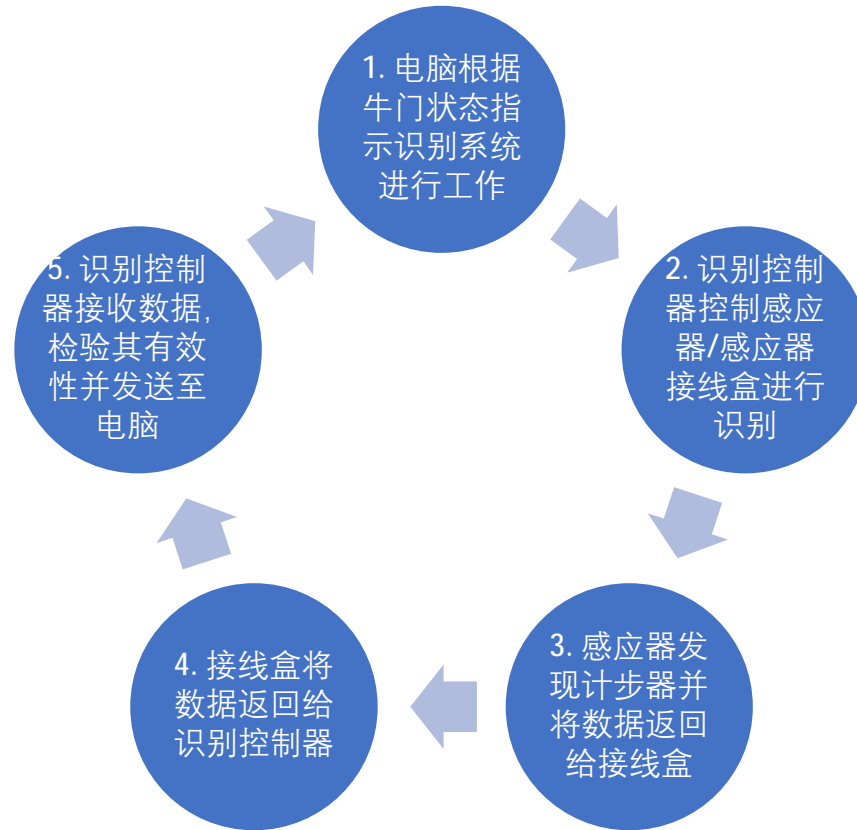 1. 电脑根据
牛门状态指
示识别系统
进行工作
2. 识别控制
器控制感应
器/感应器
接线盒进行
识别
3. 感应器发
现计步器并
将数据返回
给接线盒
4. 接线盒将
数据返回给
识别控制器
5. 识别控制
器接收数据,
检验其有效
性并发送至
电脑